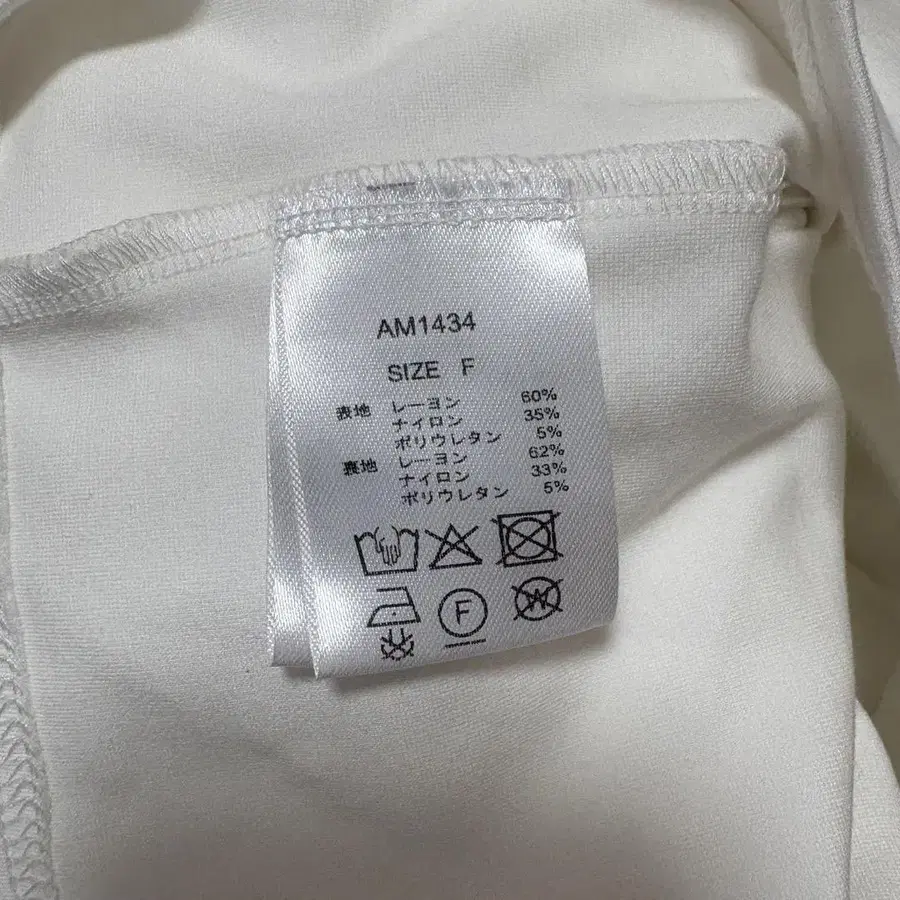 AM1434
SIZE F
表地 レーヨン 60%
ナイロン 35%
ポリウレタン 5%
裏地 レーヨン 62%
ナイロン 33%
ポリウレタン 5%
F
W